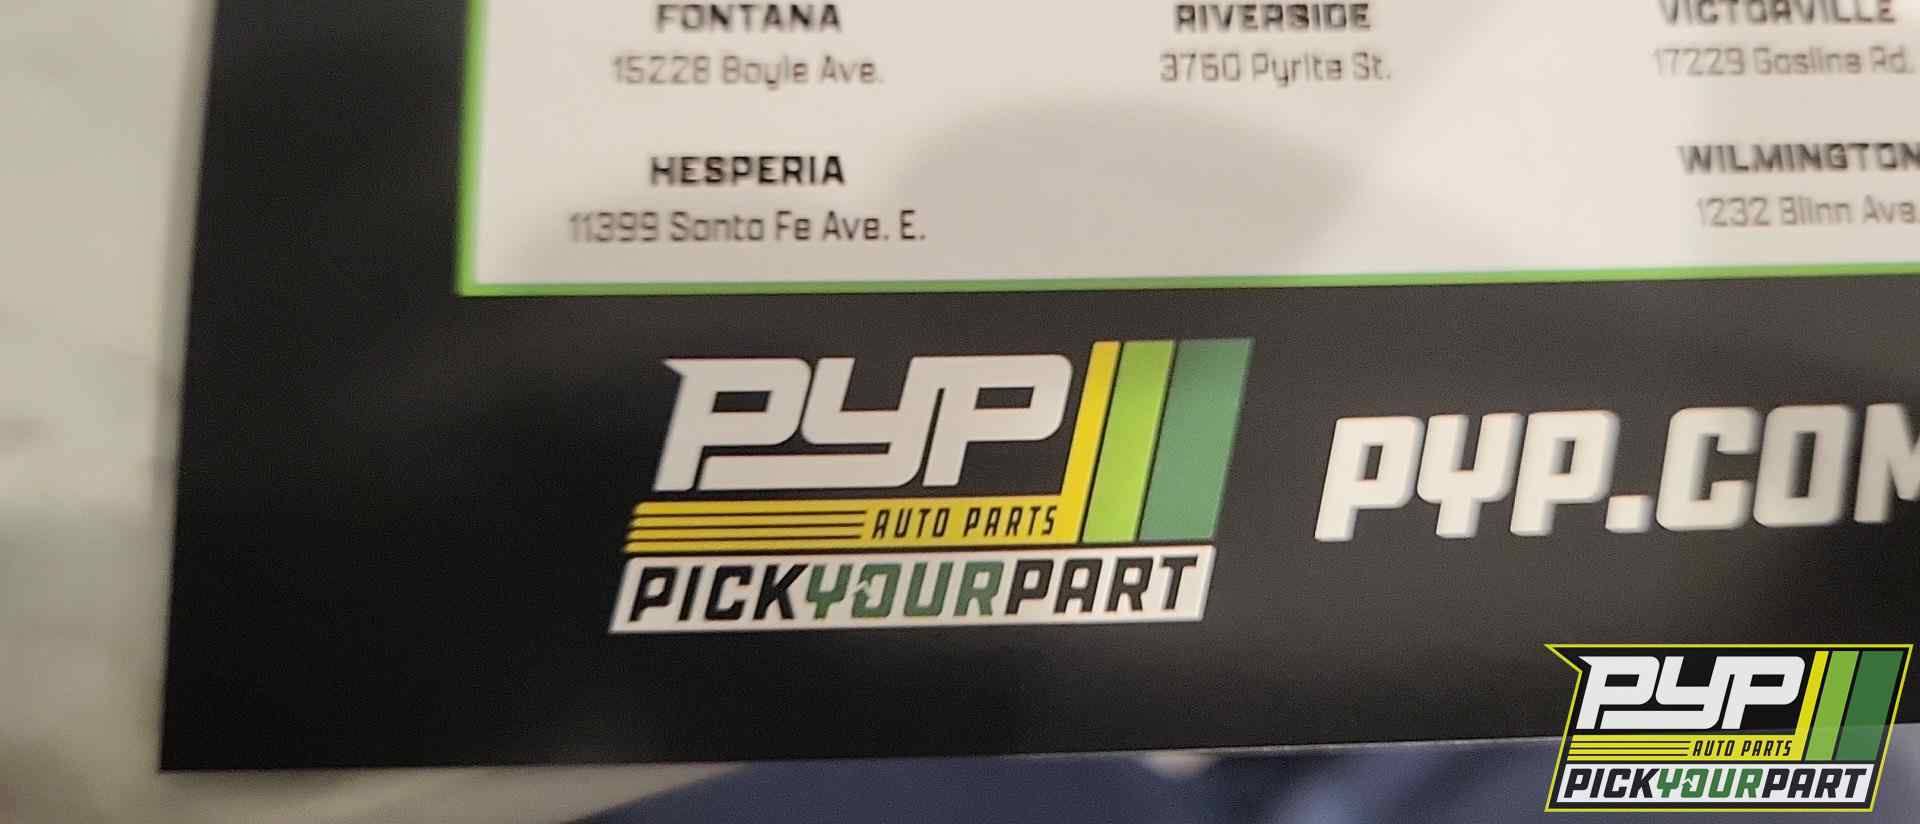 FONTANA
15228 Boyle Ave.
RIVERSIDE
3760 Pyrite St.
VICTORVILLE
17229 Gasline Rd.
HESPERIA
11399 Santa Fe Ave. E.
WILMINGTON
1232 Blinn Ave.
PYP
AUTO PARTS
PICKYOURPART
PYP.COM
PYP
AUTO PARTS
PICKYOURPART